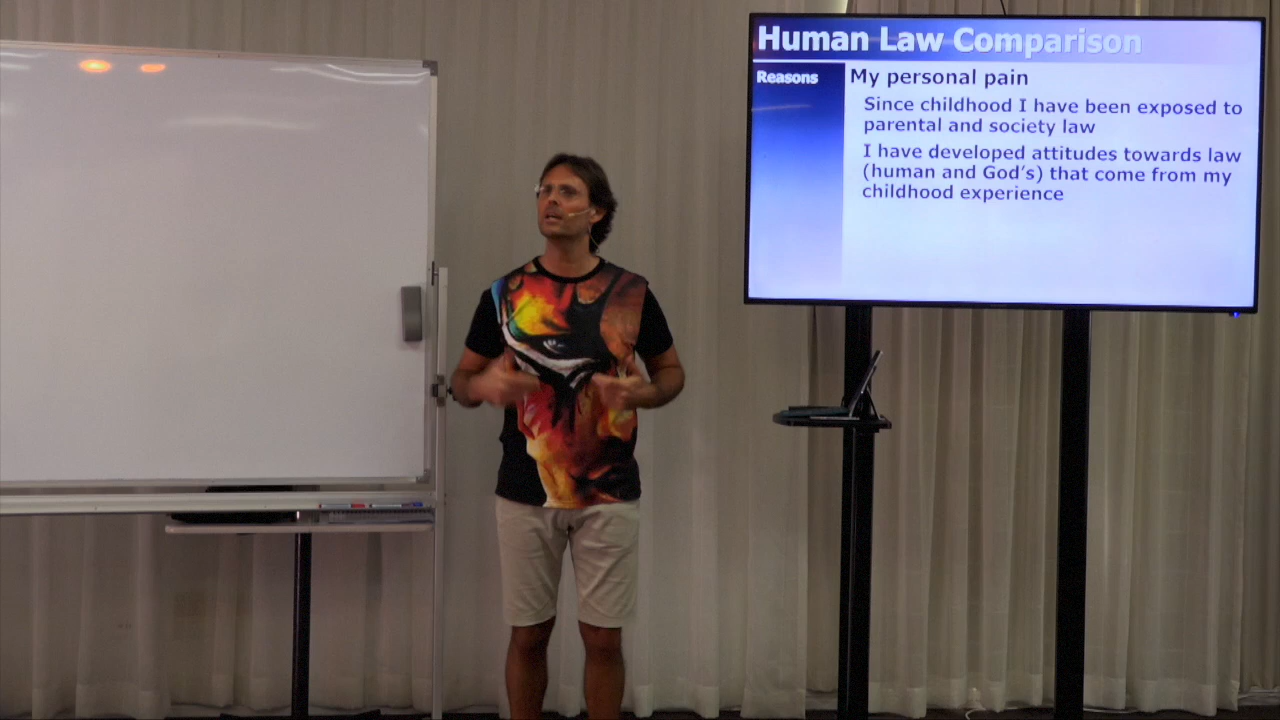 Human Law Comparison
Reasons
My personal pain
Since childhood I have been exposed to
parental and society law
I have developed attitudes towards law
(human and God's) that come from my
childhood experience